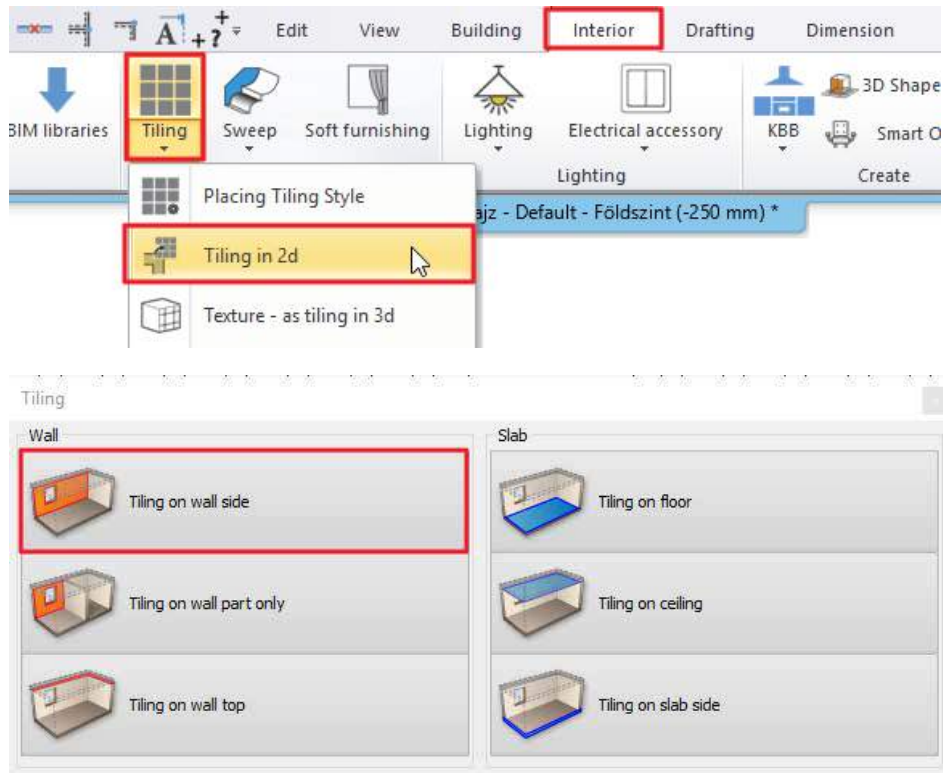 Edit View Building Interior Drafting Dimension
BIM libraries Tiling Sweep Soft furnishing Lighting Electrical accessory KBB 3D Shape
Smart O
Lighting Create
Placing Tiling Style
ajz - Default - Földszint (-250 mm) *
Tiling in 2d
Texture - as tiling in 3d
Tiling
Wall Slab
Tiling on wall side Tiling on floor
Tiling on wall part only Tiling on ceiling
Tiling on wall top Tiling on slab side